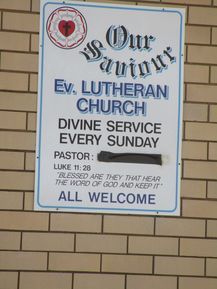 Our
Saviour
Ev. LUTHERAN
CHURCH
DIVINE SERVICE
EVERY SUNDAY
PASTOR:
LUKE 11: 28
"BLESSED ARE THEY THAT HEAR
THE WORD OF GOD AND KEEP IT"
ALL WELCOME